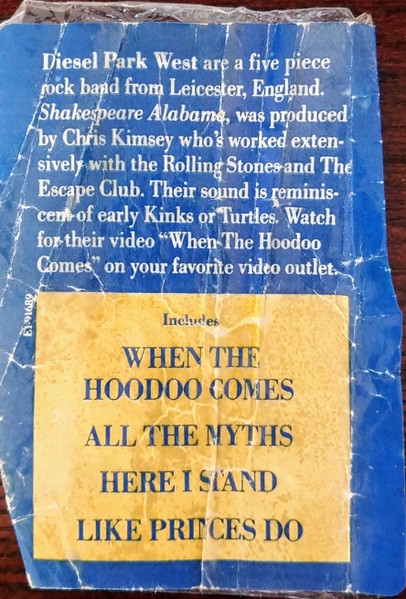 Diesel Park West are a five piece
rock band from Leicester, England.
Shakespeare Alabama, was produced
by Chris Kimsey who's worked exten-
sively with the Rolling Stones and The
Escape Club. Their sound is reminis-
cent of early Kinks or Turtles. Watch
for their video "When The Hoodoo
Comes" on your favorite video outlet.
E1-91689
Includes
WHEN THE
HOODOO COMES
ALL THE MYTHS
HERE I STAND
LIKE PRINCES DO